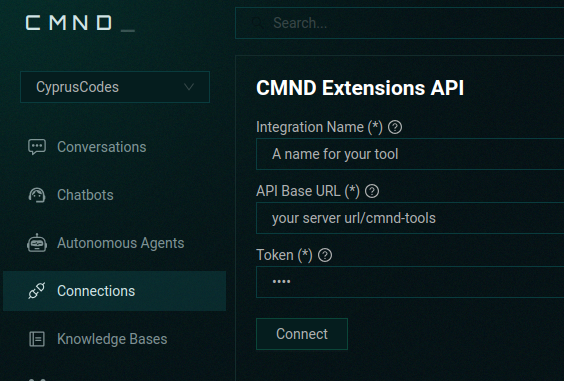 CMND_
Search...
CyprusCodes
CMND Extensions API
Integration Name (*)
A name for your tool
Conversations
API Base URL (*)
Chatbots
your server url/cmnd-tools
Autonomous Agents
Token (*)
••••
Connections
Connect
Knowledge Bases